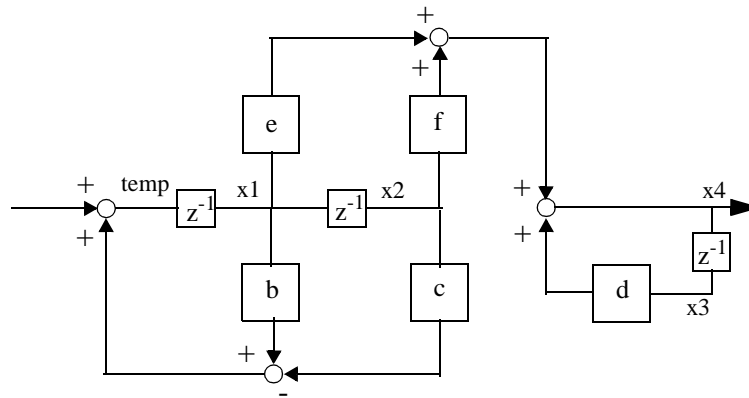 +
+
e
f
+ temp z⁻¹ x1 z⁻¹ x2 + x4
+
+
z⁻¹
b
c
d
x3
+
-